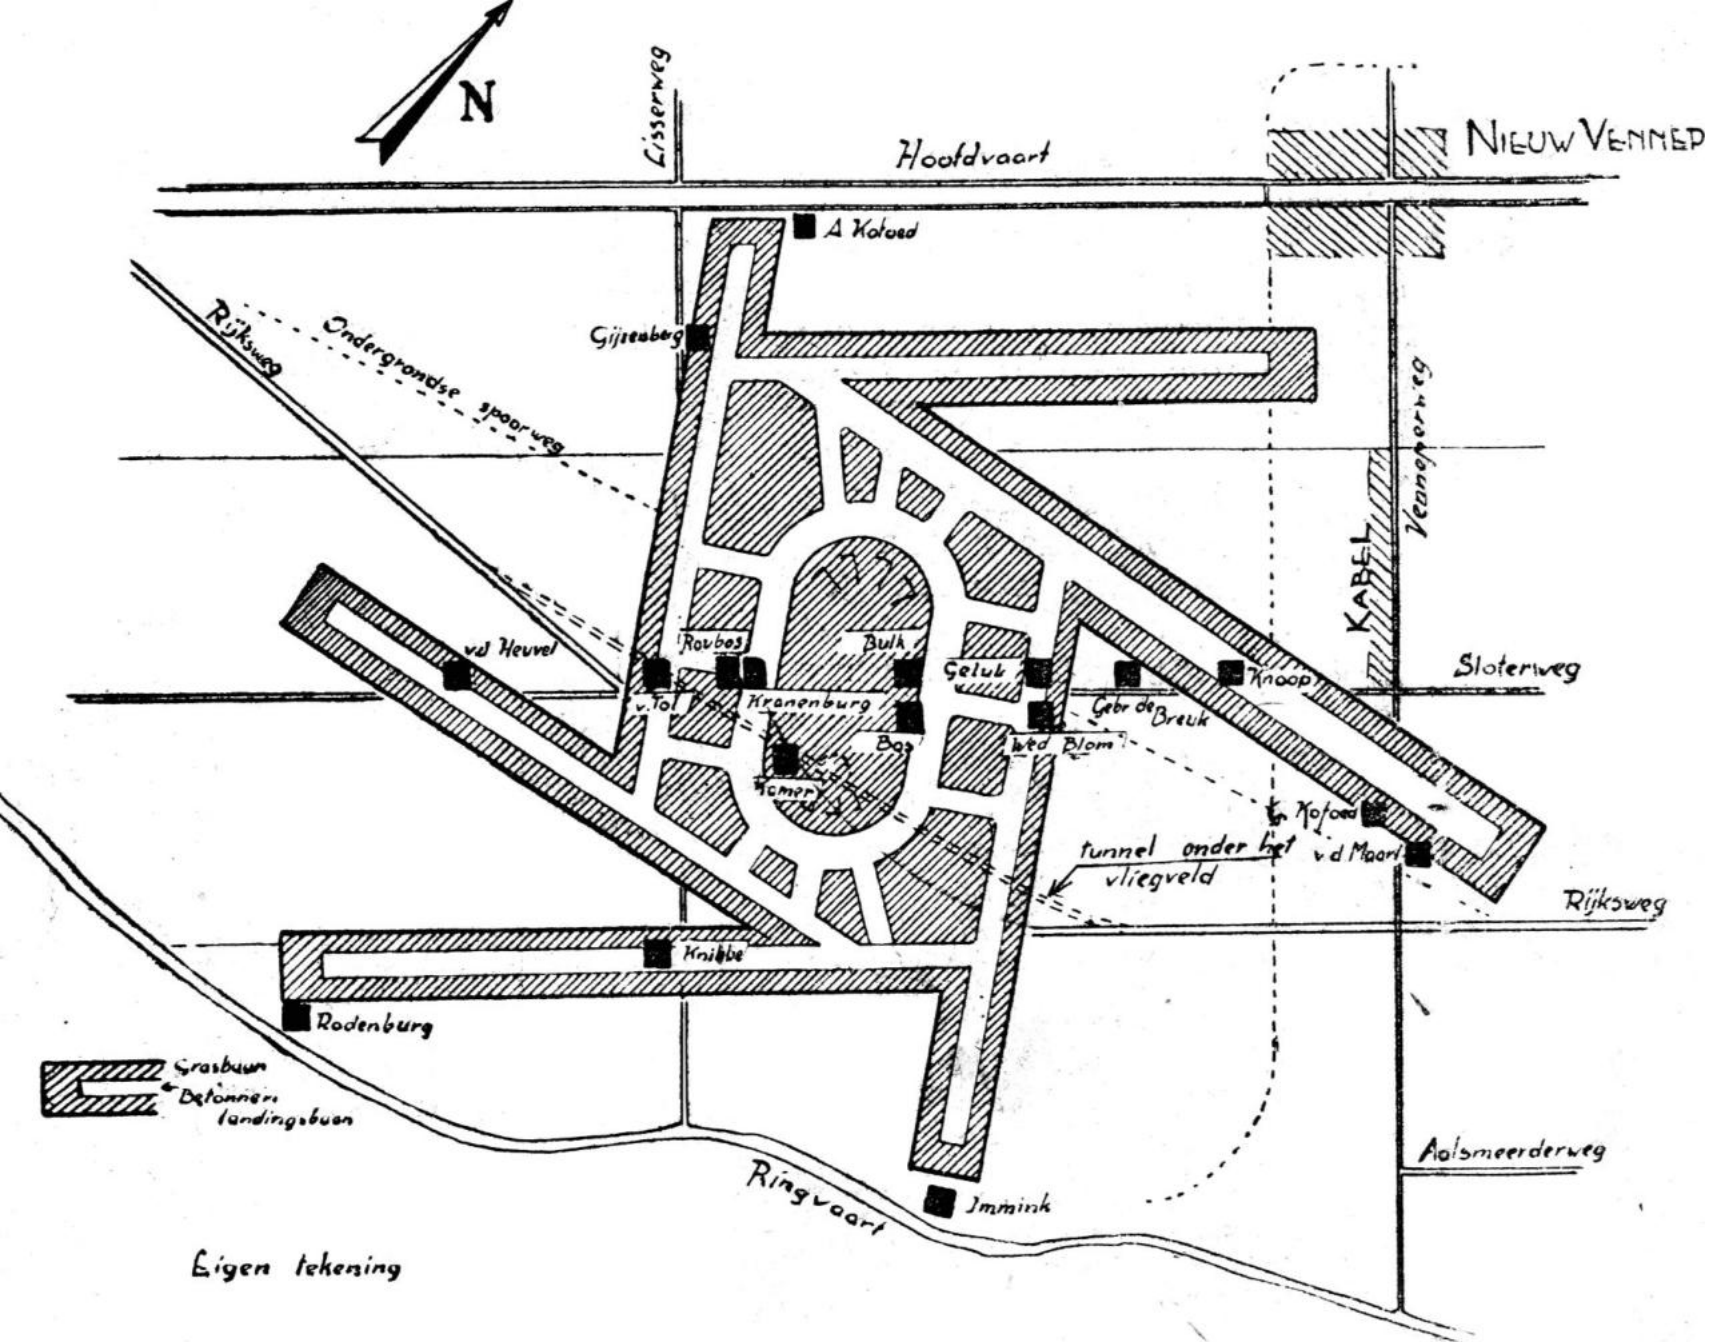 N
Lisserweg
Hoofdvaart
NIEUW VENNEP
A Kofoed
Rijksweg
Ondergrondse spoorweg
Gijsenberg
Venneperweg
KABEL
v.d Heuvel
Roubos
Bulk
Geluk
Knoop
Sloterweg
v. Tol
Kranenburg
Gebr de Breuk
Bos
Wed Blom
Komer
Kofoed
tunnel onder het
vliegveld
v d Maarl
Rijksweg
Knibbe
Rodenburg
Grasbaan
Betonnen
landingsbaan
Aalsmeerderweg
Ringvaart
Immink
Eigen tekening